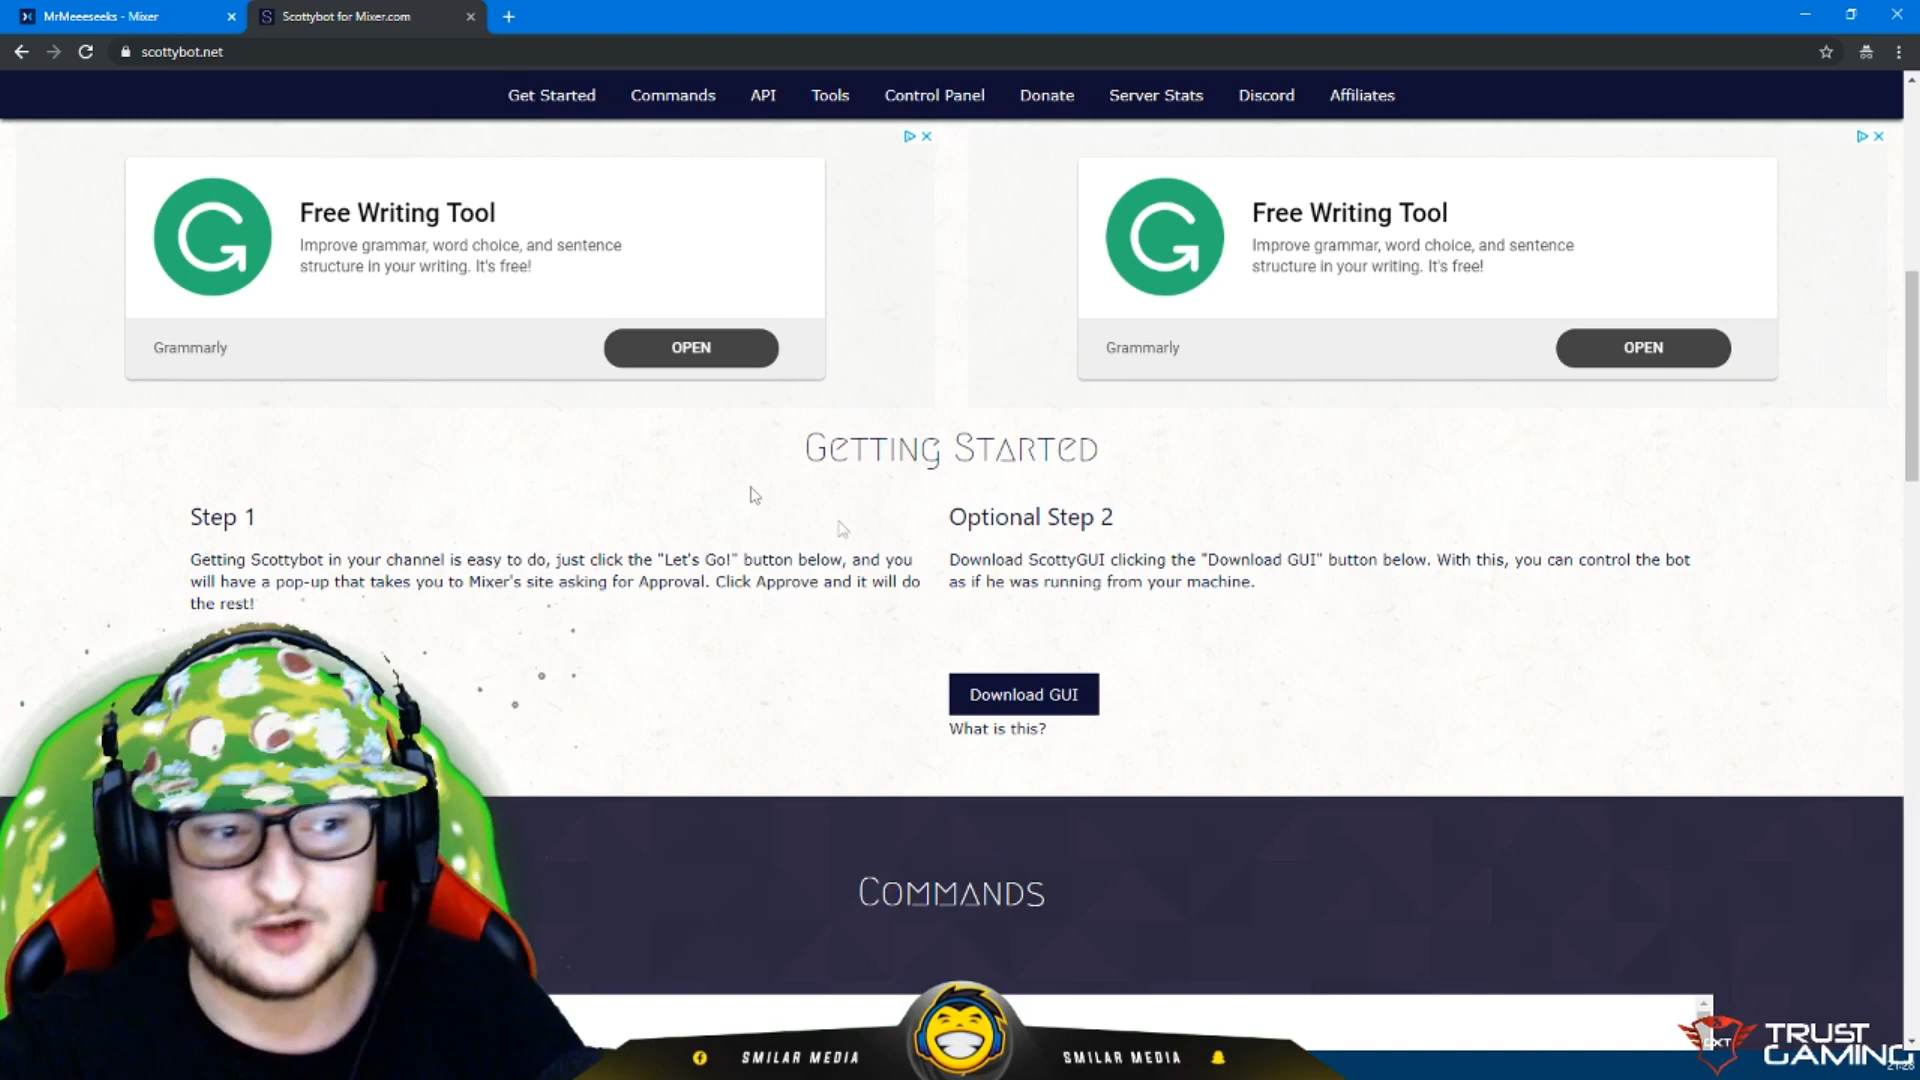 MrMeeeseeks - Mixer
Scottybot for Mixer.com
scottybot.net
Get Started
Commands
API
Tools
Control Panel
Donate
Server Stats
Discord
Affiliates
Free Writing Tool
Improve grammar, word choice, and sentence
structure in your writing. It's free!
Grammarly
OPEN
Free Writing Tool
Improve grammar, word choice, and sentence
structure in your writing. It's free!
Grammarly
OPEN
Getting Started
Step 1
Getting Scottybot in your channel is easy to do, just click the "Let's Go!" button below, and you
will have a pop-up that takes you to Mixer's site asking for Approval. Click Approve and it will do
the rest!
Optional Step 2
Download ScottyGUI clicking the "Download GUI" button below. With this, you can control the bot
as if he was running from your machine.
Download GUI
What is this?
Commands
SMILAR MEDIA
SMILAR MEDIA
TRUST
GAMING
21:28